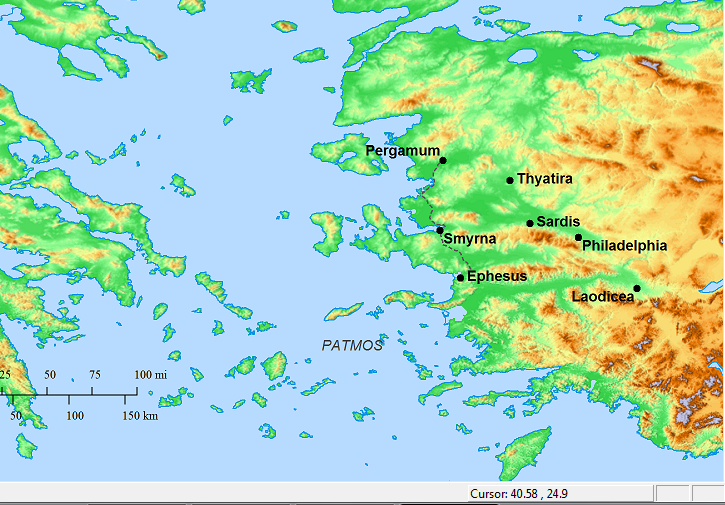 Pergamum
Thyatira
Sardis
Smyrna
Philadelphia
Ephesus
Laodicea
PATMOS
25 50 75 100 mi
50 100 150 km
Cursor: 40.58 , 24.9